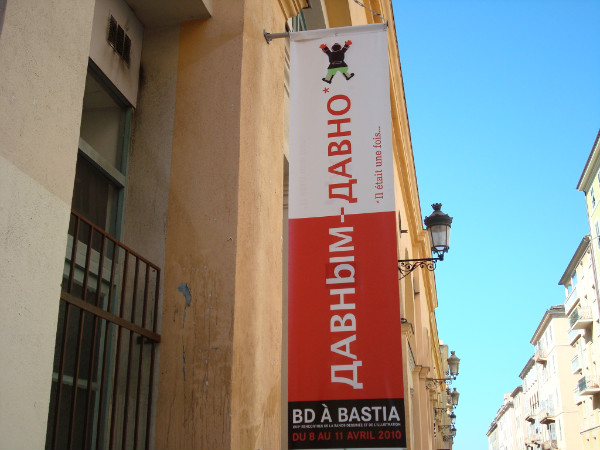 ДАВНЫМ-ДАВНО*
*Il était une fois...
BD À BASTIA
DU 8 AU 11 AVRIL 2010